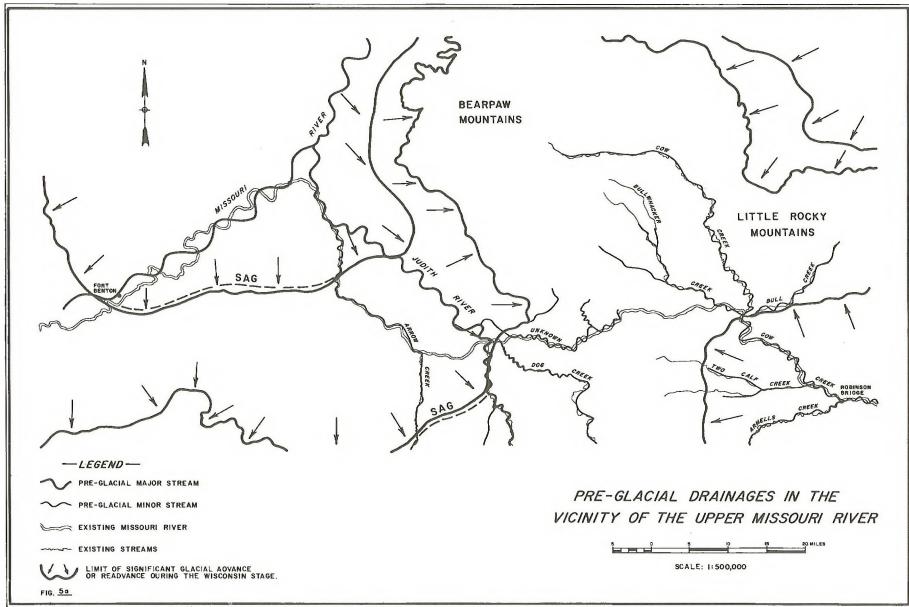 N
BEARPAW
MOUNTAINS
RIVER
MISSOURI
COW
BULLWHACKER
CREEK
LITTLE ROCKY
MOUNTAINS
CREEK
CREEK
BULL
FORT
BENTON
SAG
JUDITH
RIVER
UNKNOWN
ARROW
CREEK
DOG
CREEK
SAG
COW
CREEK
TWO
CALF
CREEK
ROBINSON
BRIDGE
ARMELLS
CREEK
—LEGEND—
PRE-GLACIAL MAJOR STREAM
PRE-GLACIAL MINOR STREAM
EXISTING MISSOURI RIVER
EXISTING STREAMS
LIMIT OF SIGNIFICANT GLACIAL ADVANCE
OR READVANCE DURING THE WISCONSIN STAGE.
FIG. 5a
PRE-GLACIAL DRAINAGES IN THE
VICINITY OF THE UPPER MISSOURI RIVER
5 0 5 10 15 20 MILES
SCALE: 1:500,000